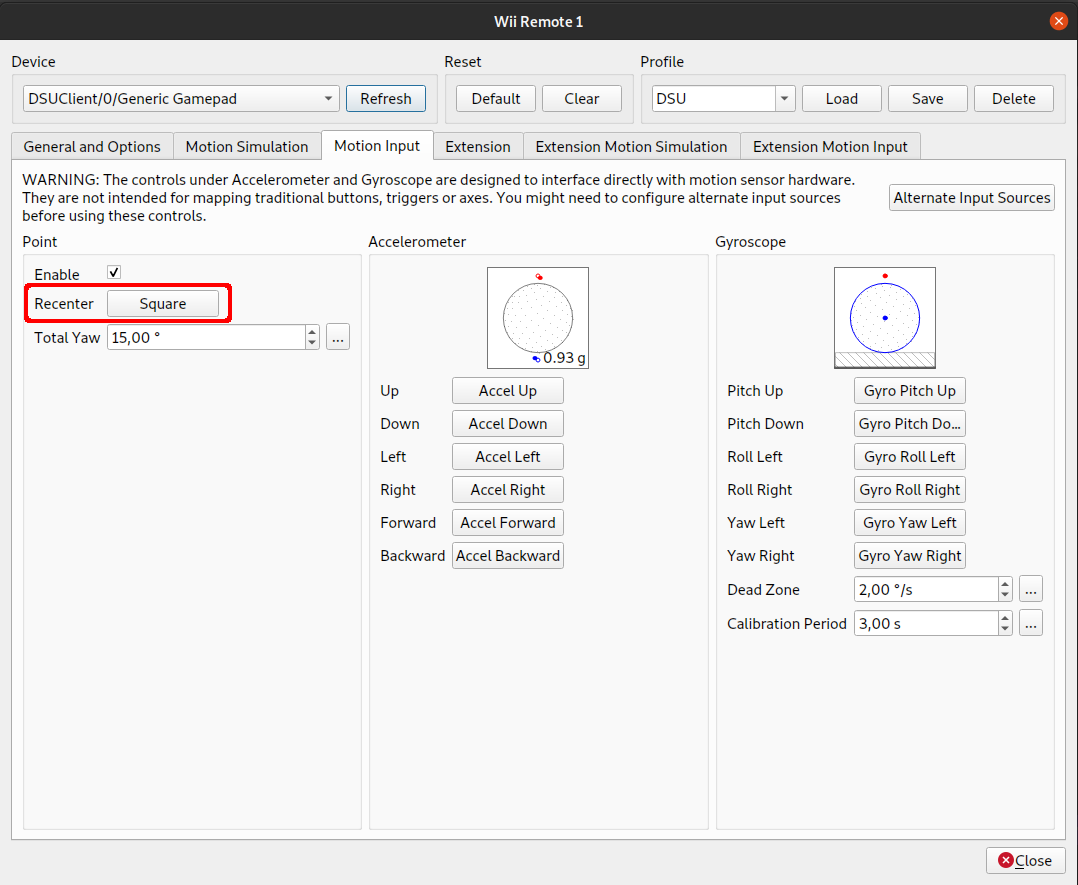 Wii Remote 1
Device
Reset
Profile
DSUClient/0/Generic Gamepad
Refresh
Default
Clear
DSU
Load
Save
Delete
General and Options
Motion Simulation
Motion Input
Extension
Extension Motion Simulation
Extension Motion Input
WARNING: The controls under Accelerometer and Gyroscope are designed to interface directly with motion sensor hardware.
They are not intended for mapping traditional buttons, triggers or axes. You might need to configure alternate input sources
before using these controls.
Alternate Input Sources
Point
Enable
Recenter
Square
Total Yaw
15,00 °
...
Accelerometer
0.93 g
Up
Accel Up
Down
Accel Down
Left
Accel Left
Right
Accel Right
Forward
Accel Forward
Backward
Accel Backward
Gyroscope
Pitch Up
Gyro Pitch Up
Pitch Down
Gyro Pitch Do...
Roll Left
Gyro Roll Left
Roll Right
Gyro Roll Right
Yaw Left
Gyro Yaw Left
Yaw Right
Gyro Yaw Right
Dead Zone
2,00 °/s
...
Calibration Period
3,00 s
...
Close